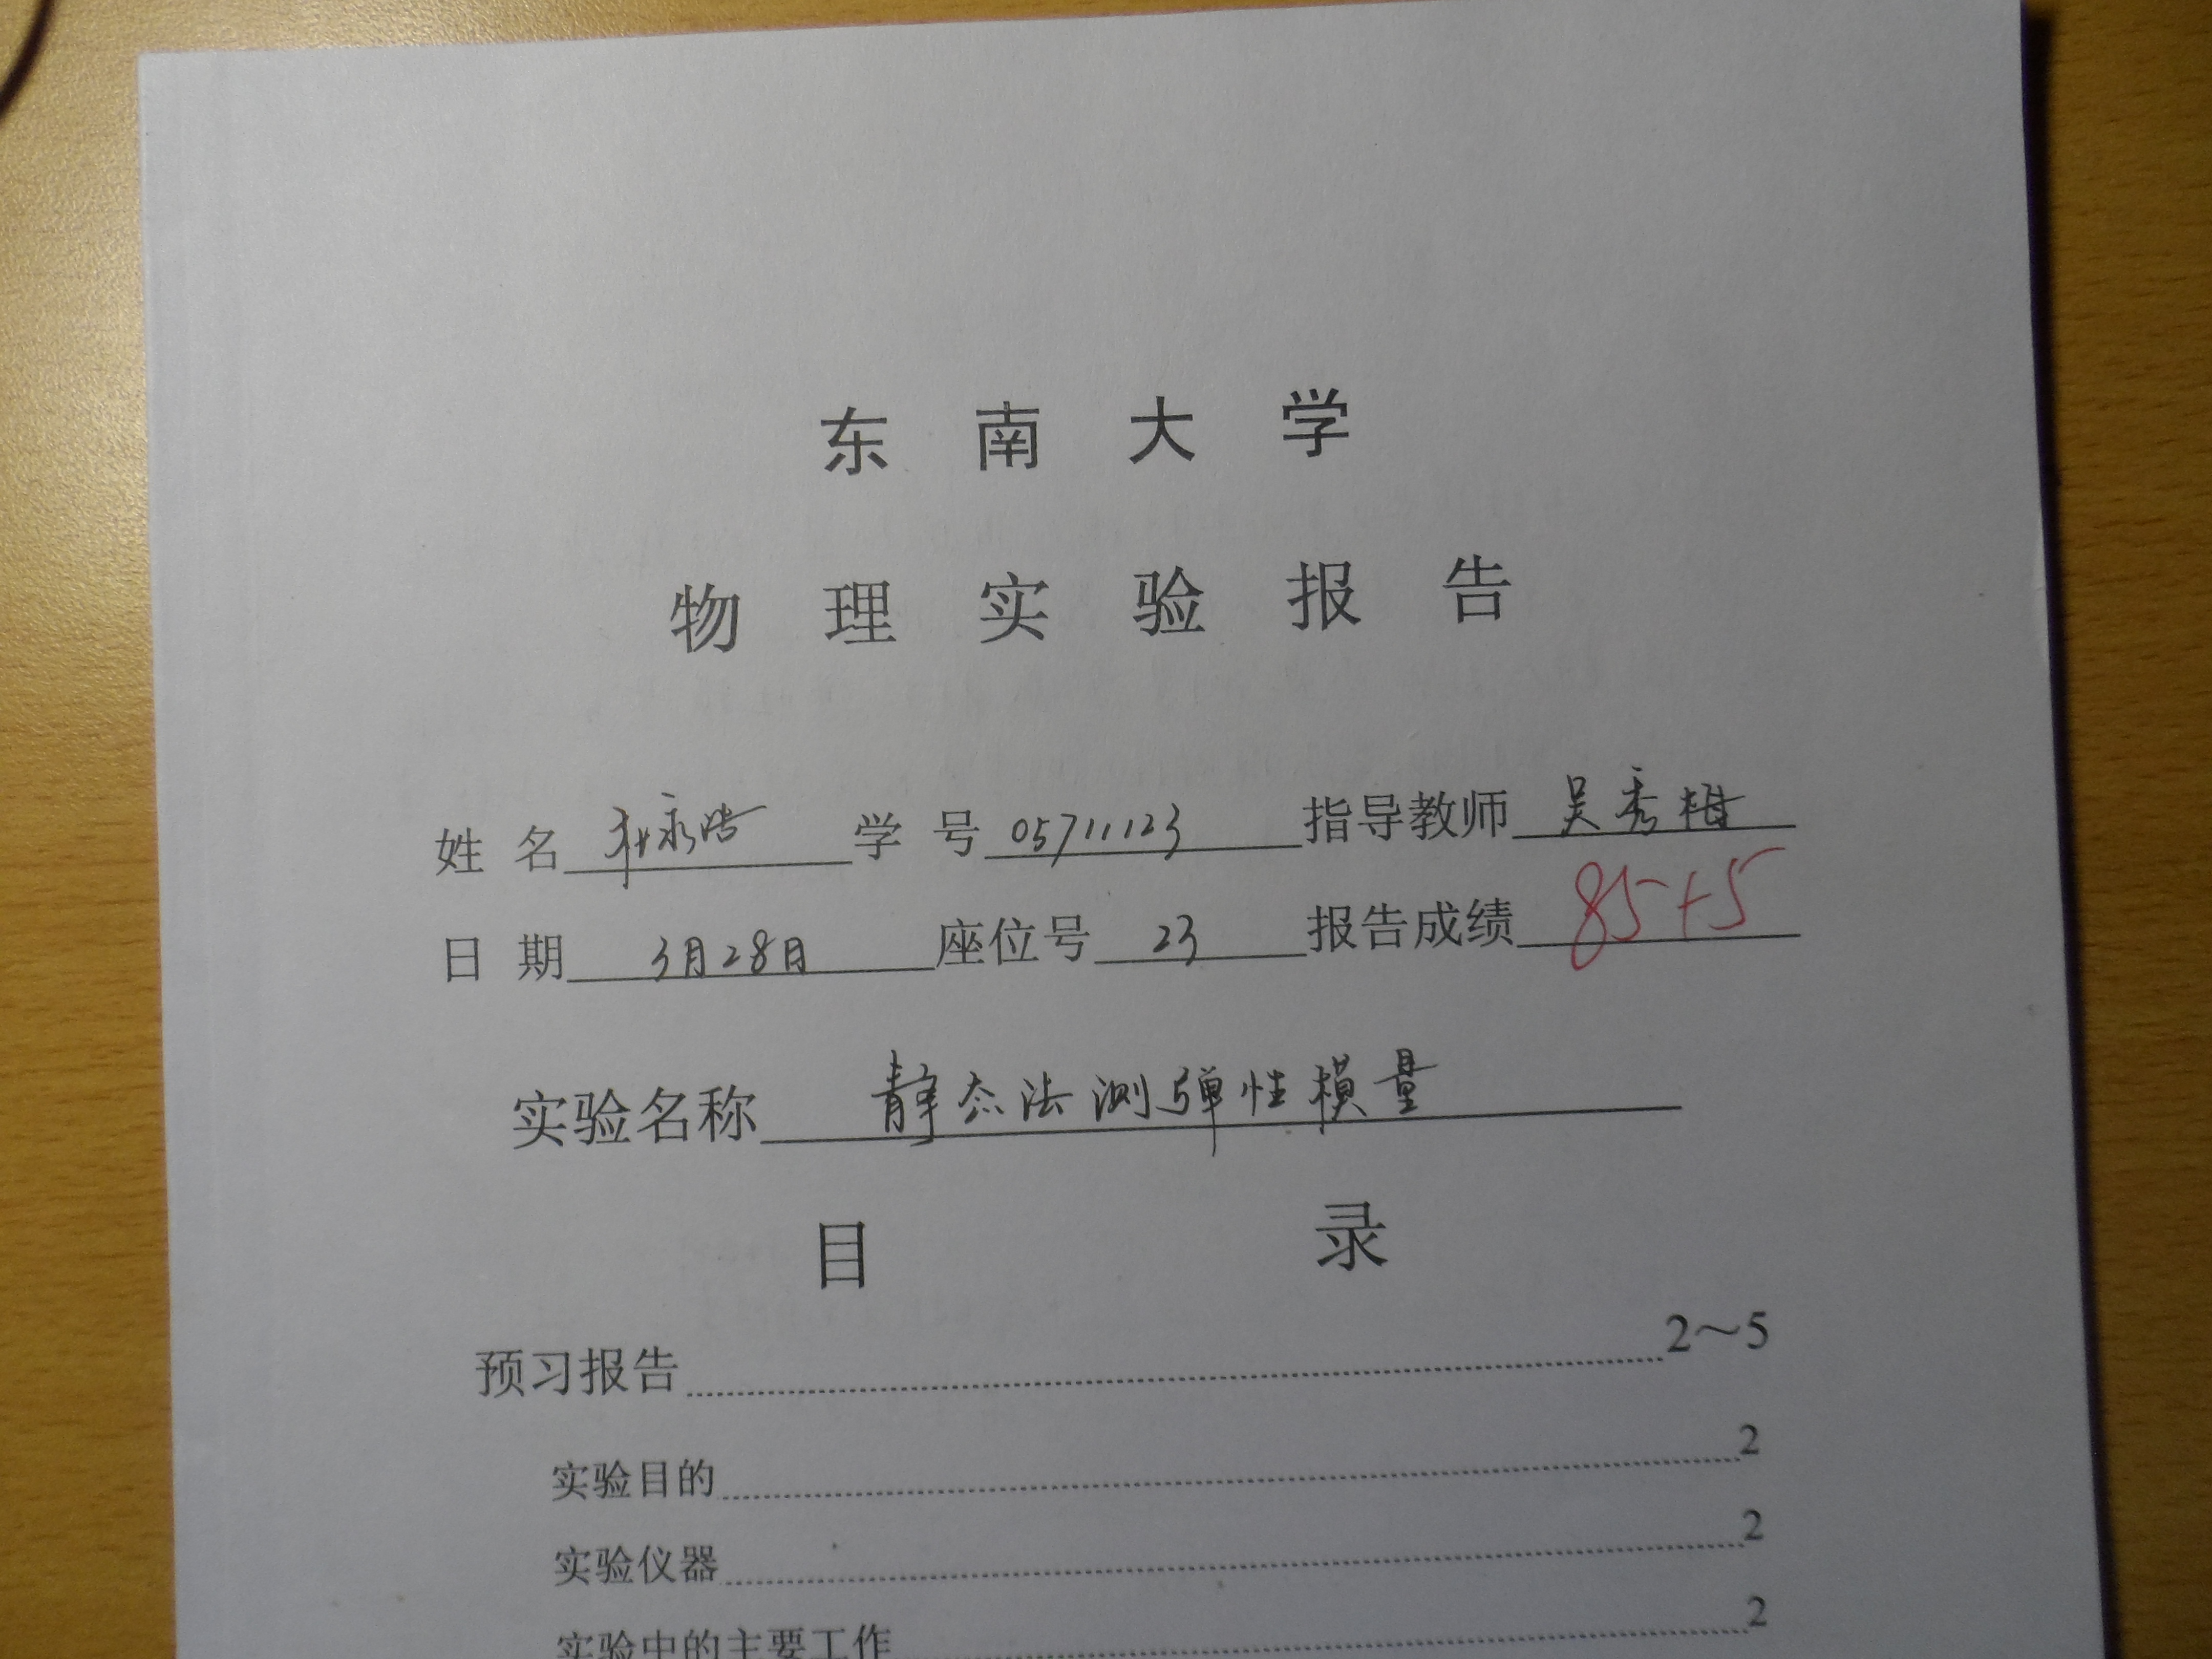 东南大学
物理实验报告
姓名 永浩 学号 05711123 指导教师 吴秀梅
日期 3月28日 座位号 23 报告成绩 85+5
实验名称 静态法测弹性模量
目录
预习报告 2～5
实验目的 2
实验仪器 2
实验中的主要工作 2